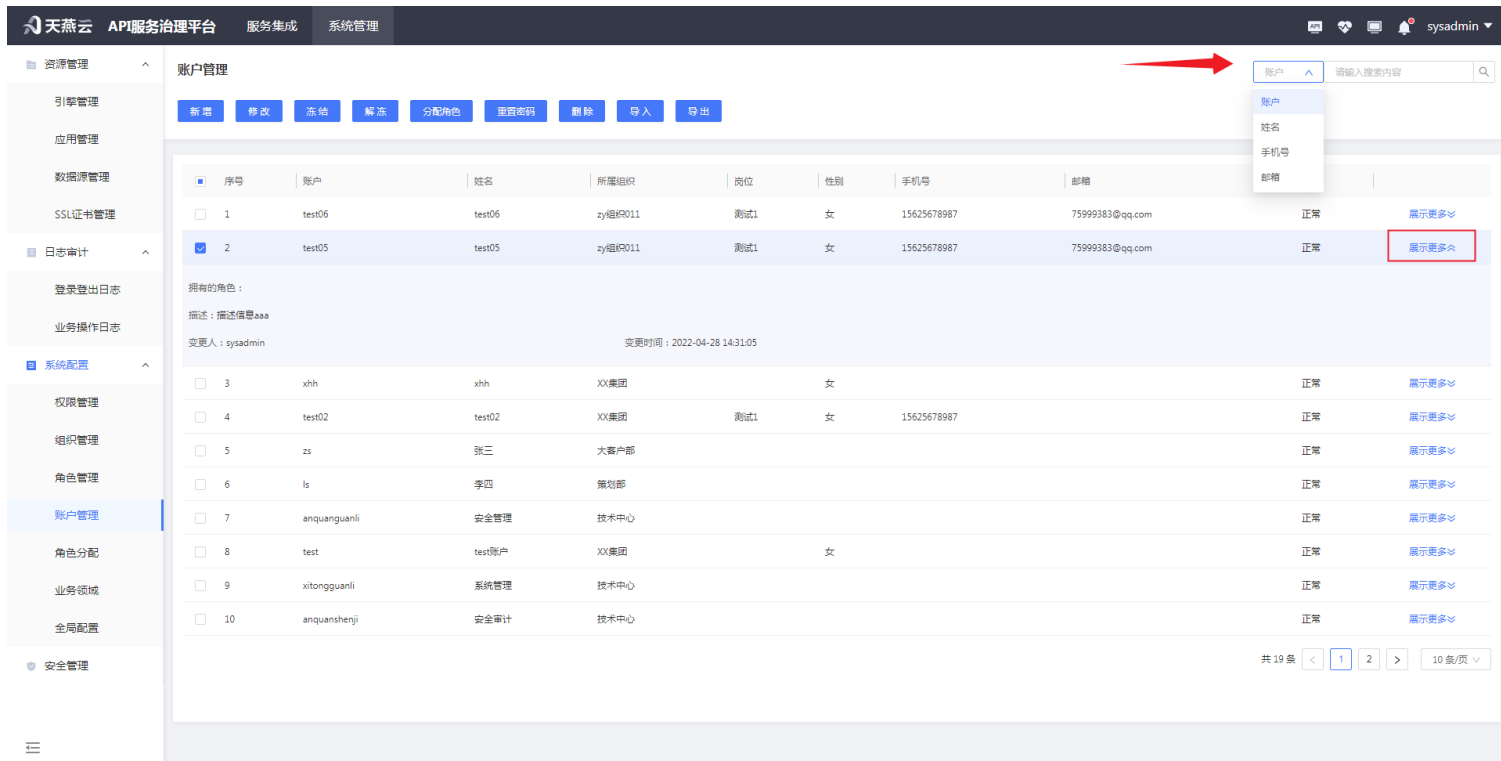 天燕云 API服务治理平台 服务集成 系统管理 API sysadmin
资源管理
引擎管理
应用管理
数据源管理
SSL证书管理
日志审计
登录登出日志
业务操作日志
系统配置
权限管理
组织管理
角色管理
账户管理
角色分配
业务领域
全局配置
安全管理
账户管理
账户 请输入搜索内容
账户
姓名
手机号
邮箱
新增 修改 冻结 解冻 分配角色 重置密码 删除 导入 导出
序号 账户 姓名 所属组织 岗位 性别 手机号 邮箱
1 test06 test06 zy组织011 测试1 女 15625678987 75999383@qq.com 正常 展示更多
2 test05 test05 zy组织011 测试1 女 15625678987 75999383@qq.com 正常 展示更多
拥有的角色：
描述：描述信息aaa
变更人：sysadmin 变更时间：2022-04-28 14:31:05
3 xhh xhh XX集团 女 正常 展示更多
4 test02 test02 XX集团 测试1 女 15625678987 正常 展示更多
5 zs 张三 大客户部 正常 展示更多
6 ls 李四 策划部 正常 展示更多
7 anquanguanli 安全管理 技术中心 正常 展示更多
8 test test账户 XX集团 女 正常 展示更多
9 xitongguanli 系统管理 技术中心 正常 展示更多
10 anquanshenji 安全审计 技术中心 正常 展示更多
共19条 < 1 2 > 10条/页